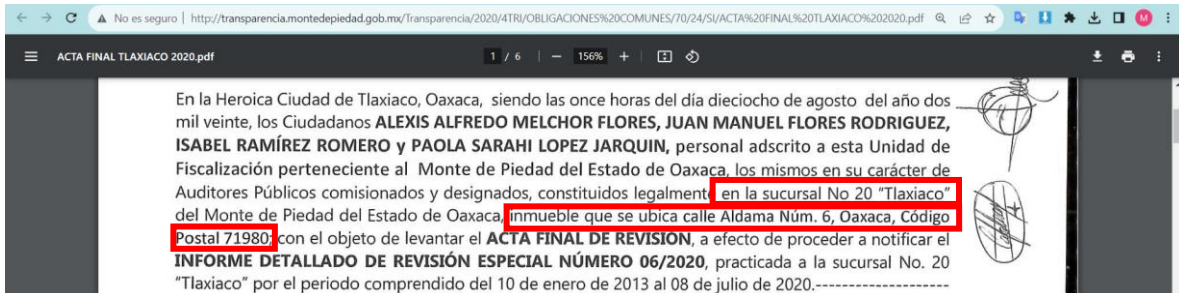 No es seguro | http://transparencia.montedepiedad.gob.mx/Transparencia/2020/4TRI/OBLIGACIONES%20COMUNES/70/24/SI/ACTA%20FINAL%20TLAXIACO%202020.pdf
M
ACTA FINAL TLAXIACO 2020.pdf 1 / 6 | − 156% +
En la Heroica Ciudad de Tlaxiaco, Oaxaca, siendo las once horas del día dieciocho de agosto del año dos
mil veinte, los Ciudadanos ALEXIS ALFREDO MELCHOR FLORES, JUAN MANUEL FLORES RODRIGUEZ,
ISABEL RAMÍREZ ROMERO y PAOLA SARAHI LOPEZ JARQUIN, personal adscrito a esta Unidad de
Fiscalización perteneciente al Monte de Piedad del Estado de Oaxaca, los mismos en su carácter de
Auditores Públicos comisionados y designados, constituidos legalmente en la sucursal No 20 "Tlaxiaco"
del Monte de Piedad del Estado de Oaxaca, inmueble que se ubica calle Aldama Núm. 6, Oaxaca, Código
Postal 71980; con el objeto de levantar el ACTA FINAL DE REVISIÓN, a efecto de proceder a notificar el
INFORME DETALLADO DE REVISIÓN ESPECIAL NÚMERO 06/2020, practicada a la sucursal No. 20
"Tlaxiaco" por el periodo comprendido del 10 de enero de 2013 al 08 de julio de 2020.--------------------